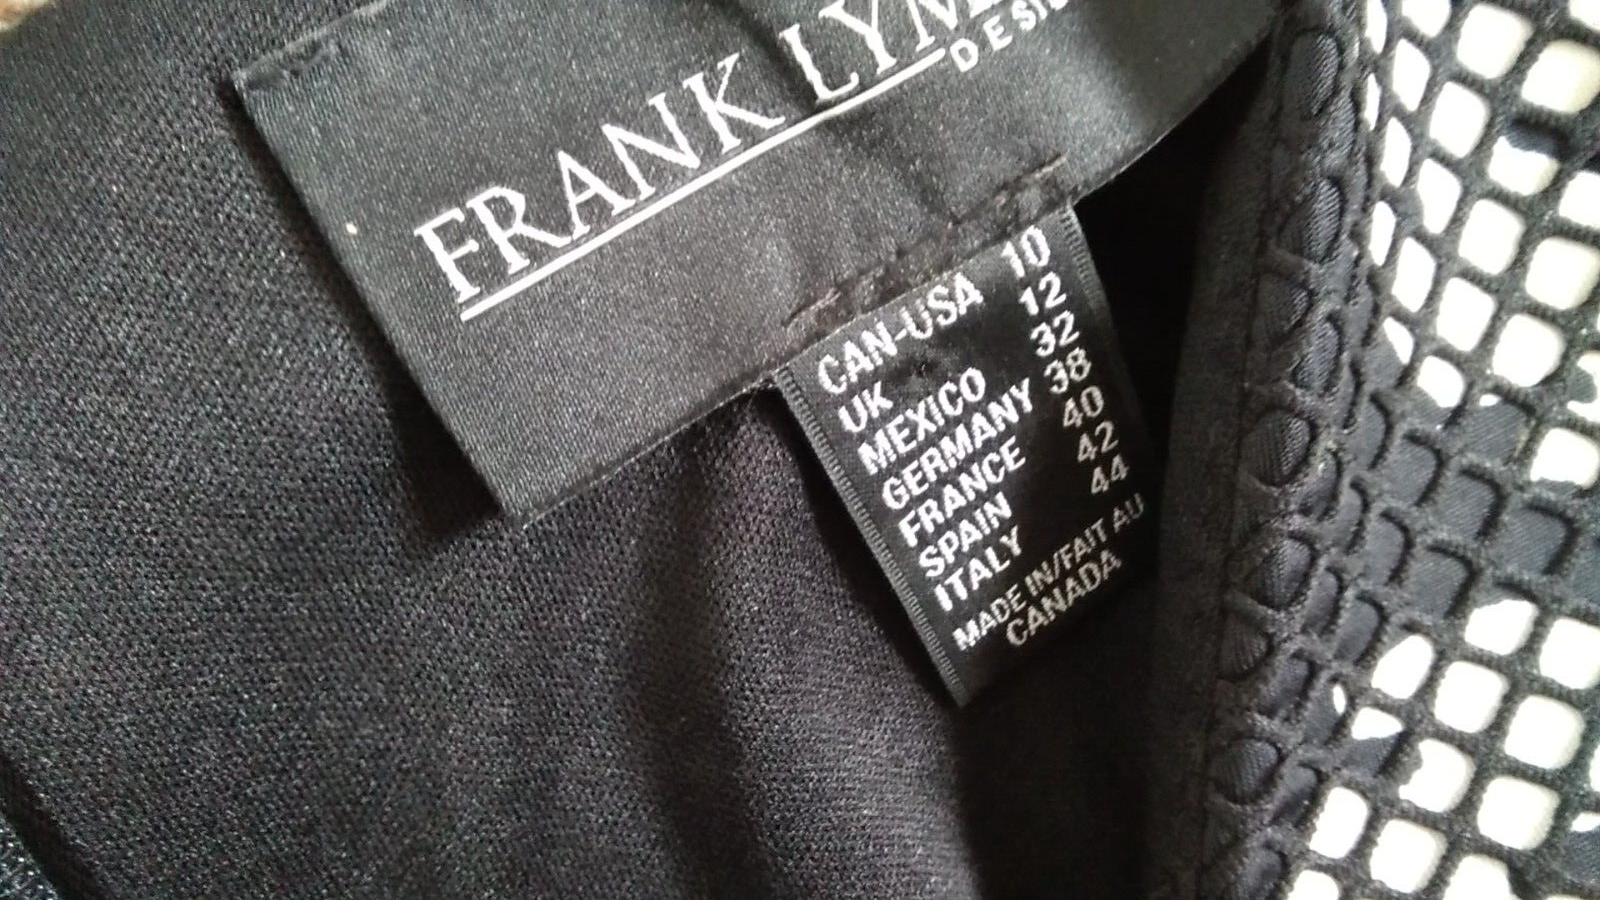 FRANK LYM
DESI
CAN-USA 10
UK 12
MEXICO 32
GERMANY 38
FRANCE 40
SPAIN 42
ITALY 44
MADE IN/FAIT AU
CANADA